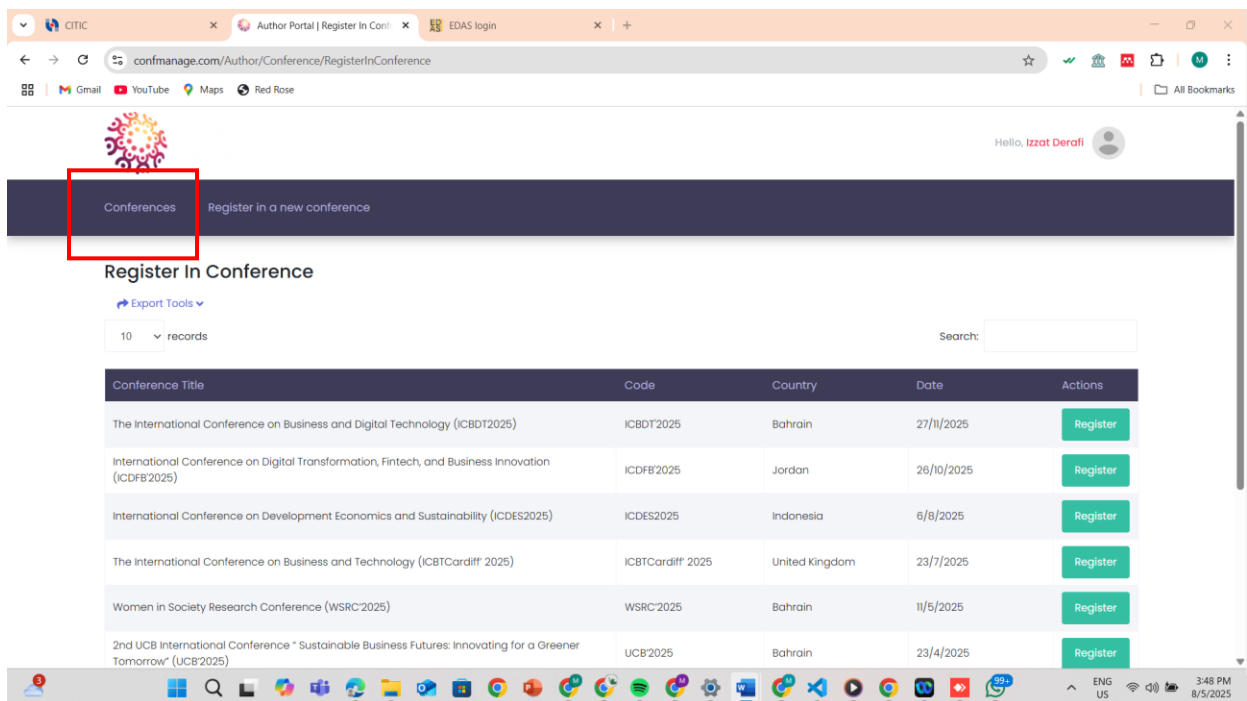 CITIC
Author Portal | Register In Conf
EDAS login
confmanage.com/Author/Conference/RegisterInConference
M
Gmail
YouTube
Maps
Red Rose
All Bookmarks
Hello, Izzat Derafi
Conferences
Register in a new conference
Register In Conference
Export Tools
10 records
Search:
Conference Title Code Country Date Actions
The International Conference on Business and Digital Technology (ICBDT2025) ICBDT'2025 Bahrain 27/11/2025 Register
International Conference on Digital Transformation, Fintech, and Business Innovation
(ICDFB'2025) ICDFB'2025 Jordan 26/10/2025 Register
International Conference on Development Economics and Sustainability (ICDES2025) ICDES2025 Indonesia 6/8/2025 Register
The International Conference on Business and Technology (ICBTCardiff' 2025) ICBTCardiff' 2025 United Kingdom 23/7/2025 Register
Women in Society Research Conference (WSRC'2025) WSRC'2025 Bahrain 11/5/2025 Register
2nd UCB International Conference " Sustainable Business Futures: Innovating for a Greener
Tomorrow" (UCB'2025) UCB'2025 Bahrain 23/4/2025 Register
3
99+
ENG
US
3:48 PM
8/5/2025